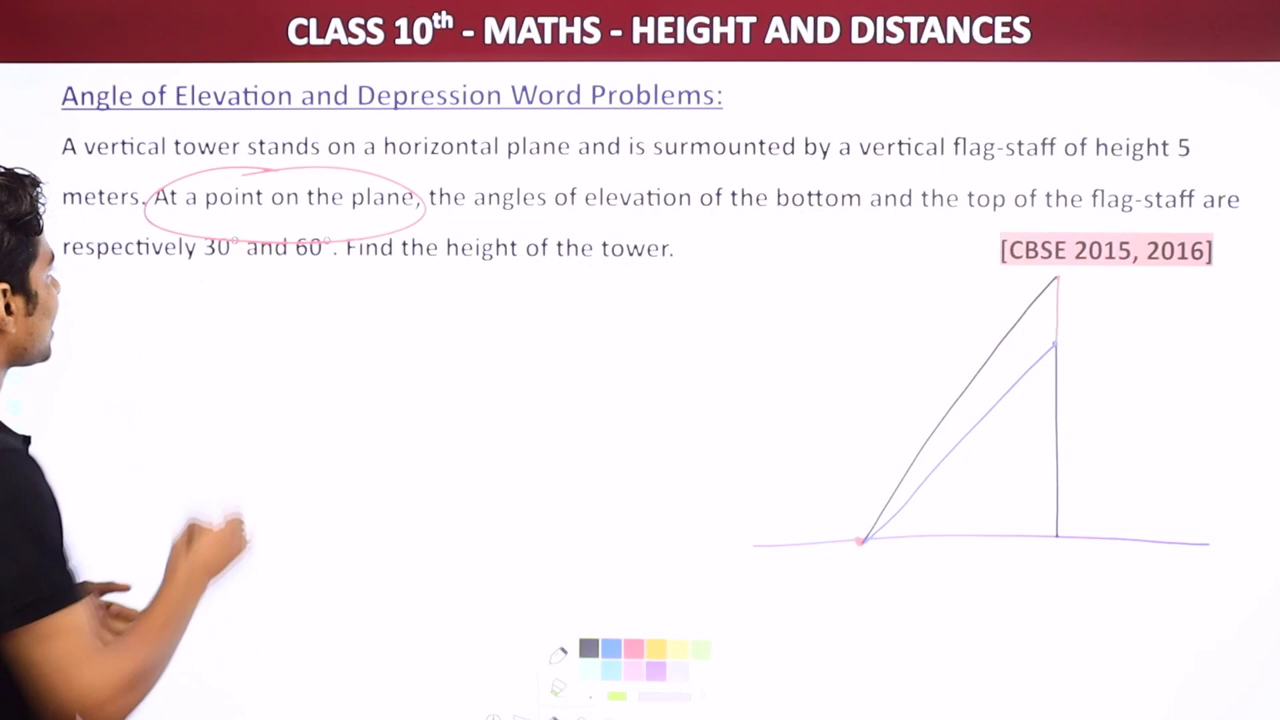 CLASS 10th - MATHS - HEIGHT AND DISTANCES
Angle of Elevation and Depression Word Problems:
A vertical tower stands on a horizontal plane and is surmounted by a vertical flag-staff of height 5
meters. At a point on the plane, the angles of elevation of the bottom and the top of the flag-staff are
respectively 30° and 60°. Find the height of the tower.
[CBSE 2015, 2016]